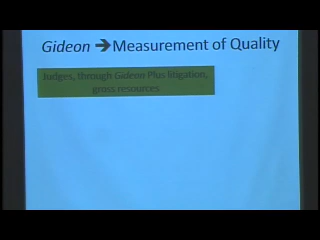 Gideon → Measurement of Quality
Judges, through Gideon Plus litigation,
gross resources